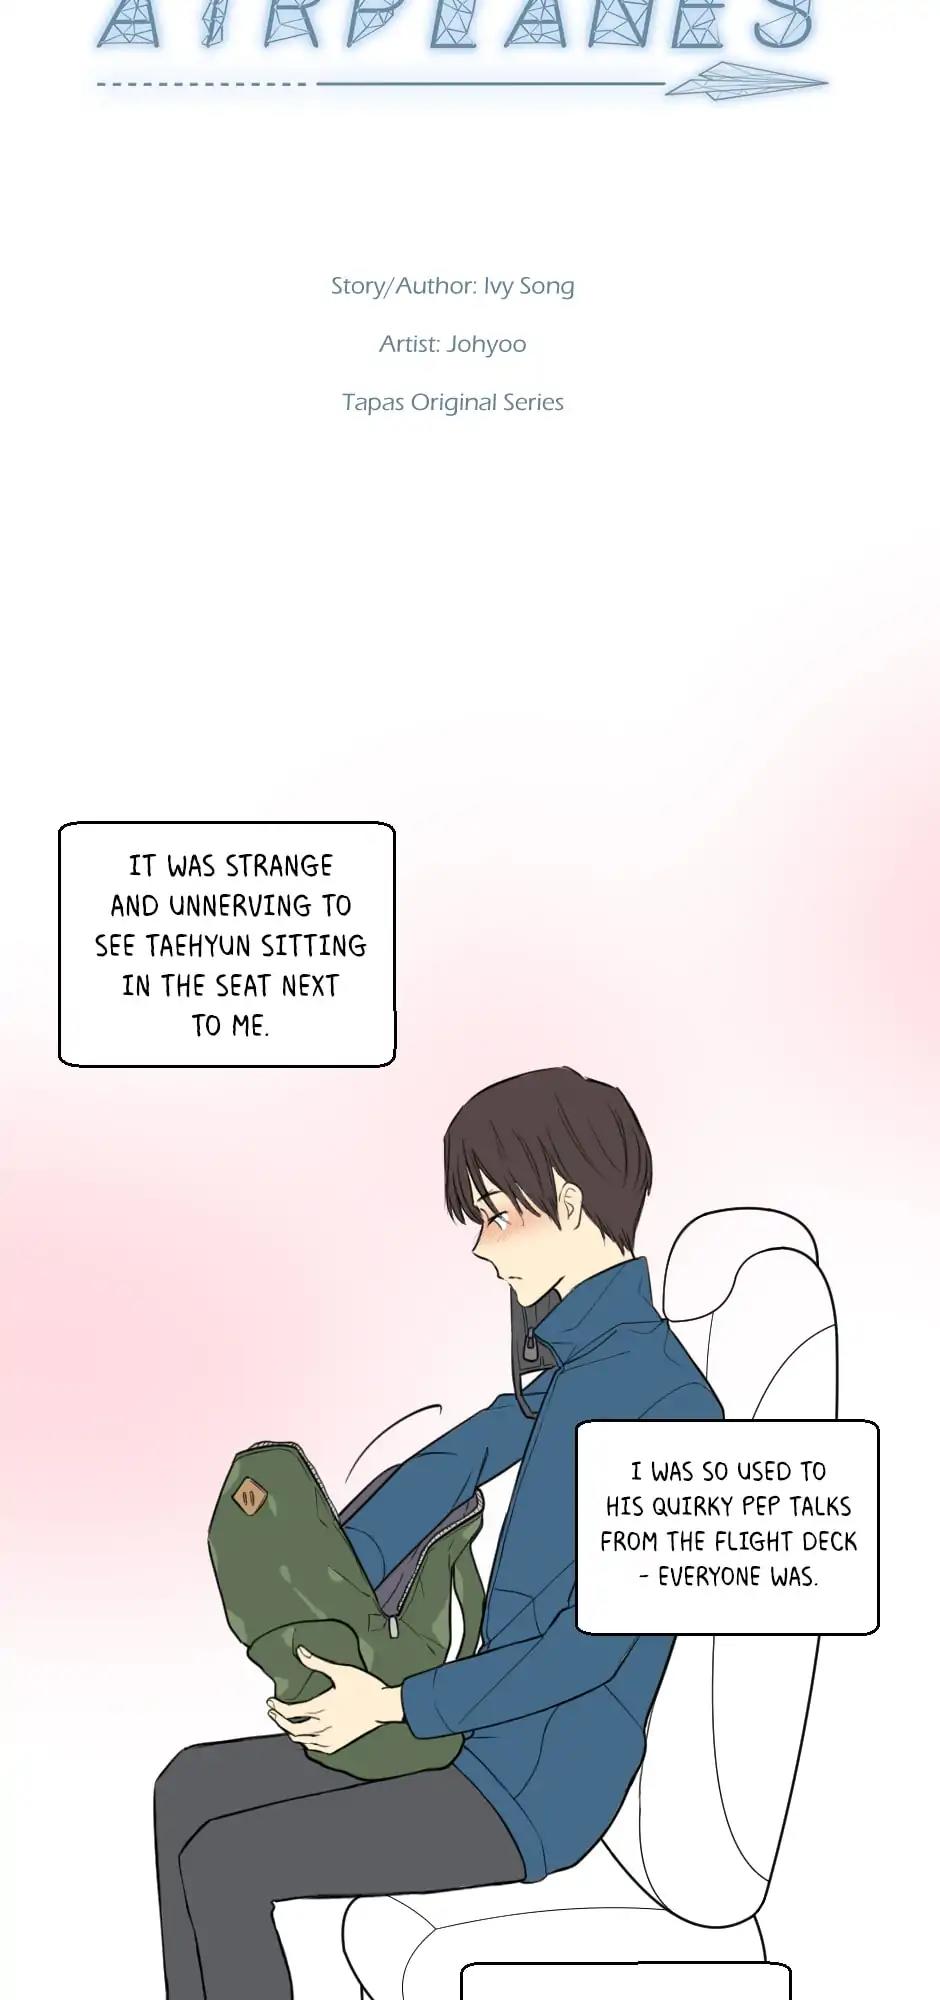 AIRPLANES
Story/Author: Ivy Song
Artist: Johyoo
Tapas Original Series
IT WAS STRANGE
AND UNNERVING TO
SEE TAEHYUN SITTING
IN THE SEAT NEXT
TO ME.
I WAS SO USED TO
HIS QUIRKY PEP TALKS
FROM THE FLIGHT DECK
- EVERYONE WAS.